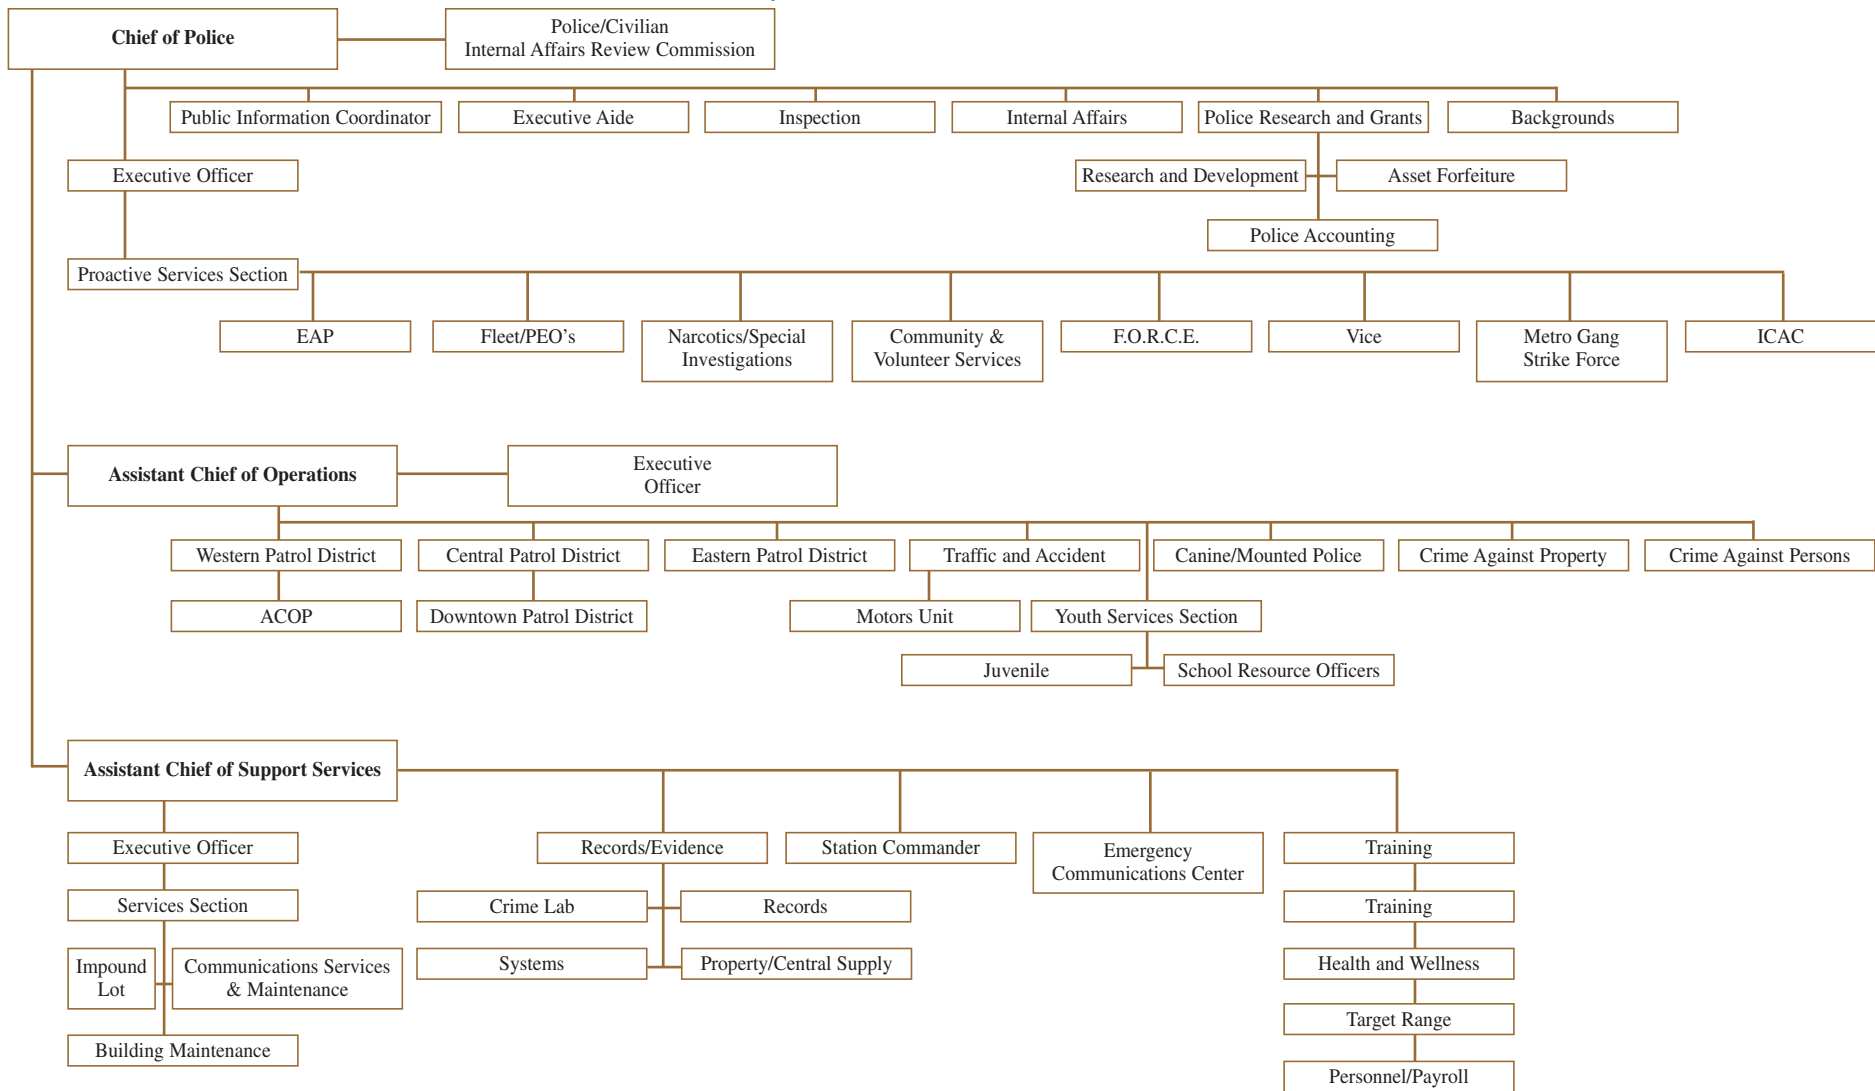 Chief of Police
Police/Civilian
Internal Affairs Review Commission
Public Information Coordinator
Executive Aide
Inspection
Internal Affairs
Police Research and Grants
Backgrounds
Executive Officer
Research and Development
Asset Forfeiture
Police Accounting
Proactive Services Section
EAP
Fleet/PEO's
Narcotics/Special
Investigations
Community &
Volunteer Services
F.O.R.C.E.
Vice
Metro Gang
Strike Force
ICAC
Assistant Chief of Operations
Executive
Officer
Western Patrol District
Central Patrol District
Eastern Patrol District
Traffic and Accident
Canine/Mounted Police
Crime Against Property
Crime Against Persons
ACOP
Downtown Patrol District
Motors Unit
Youth Services Section
Juvenile
School Resource Officers
Assistant Chief of Support Services
Executive Officer
Records/Evidence
Station Commander
Emergency
Communications Center
Training
Services Section
Crime Lab
Records
Training
Impound
Lot
Communications Services
& Maintenance
Systems
Property/Central Supply
Health and Wellness
Target Range
Building Maintenance
Personnel/Payroll